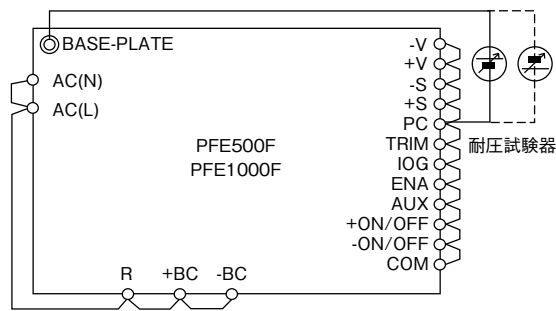 BASE-PLATE
AC(N)
AC(L)
PFE500F
PFE1000F
-V
+V
-S
+S
PC
TRIM
IOG
ENA
AUX
+ON/OFF
-ON/OFF
COM
耐圧試験器
R +BC -BC